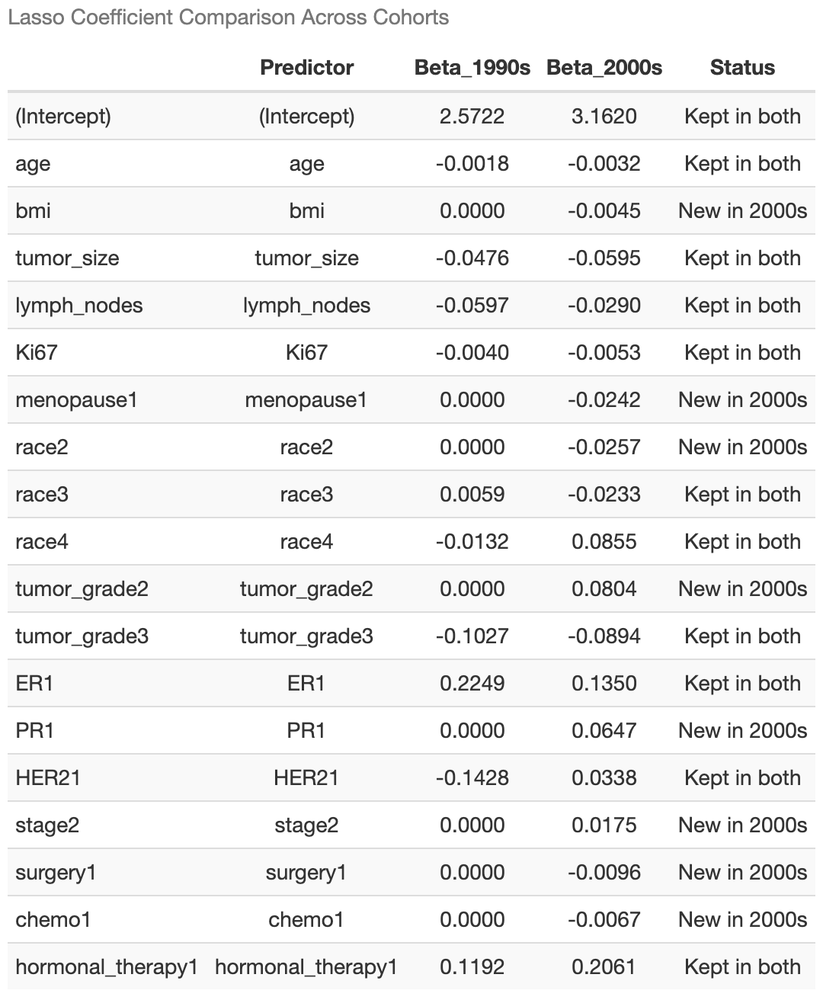 Lasso Coefficient Comparison Across Cohorts
Predictor Beta_1990s Beta_2000s Status
(Intercept) (Intercept) 2.5722 3.1620 Kept in both
age age -0.0018 -0.0032 Kept in both
bmi bmi 0.0000 -0.0045 New in 2000s
tumor_size tumor_size -0.0476 -0.0595 Kept in both
lymph_nodes lymph_nodes -0.0597 -0.0290 Kept in both
Ki67 Ki67 -0.0040 -0.0053 Kept in both
menopause1 menopause1 0.0000 -0.0242 New in 2000s
race2 race2 0.0000 -0.0257 New in 2000s
race3 race3 0.0059 -0.0233 Kept in both
race4 race4 -0.0132 0.0855 Kept in both
tumor_grade2 tumor_grade2 0.0000 0.0804 New in 2000s
tumor_grade3 tumor_grade3 -0.1027 -0.0894 Kept in both
ER1 ER1 0.2249 0.1350 Kept in both
PR1 PR1 0.0000 0.0647 New in 2000s
HER21 HER21 -0.1428 0.0338 Kept in both
stage2 stage2 0.0000 0.0175 New in 2000s
surgery1 surgery1 0.0000 -0.0096 New in 2000s
chemo1 chemo1 0.0000 -0.0067 New in 2000s
hormonal_therapy1 hormonal_therapy1 0.1192 0.2061 Kept in both